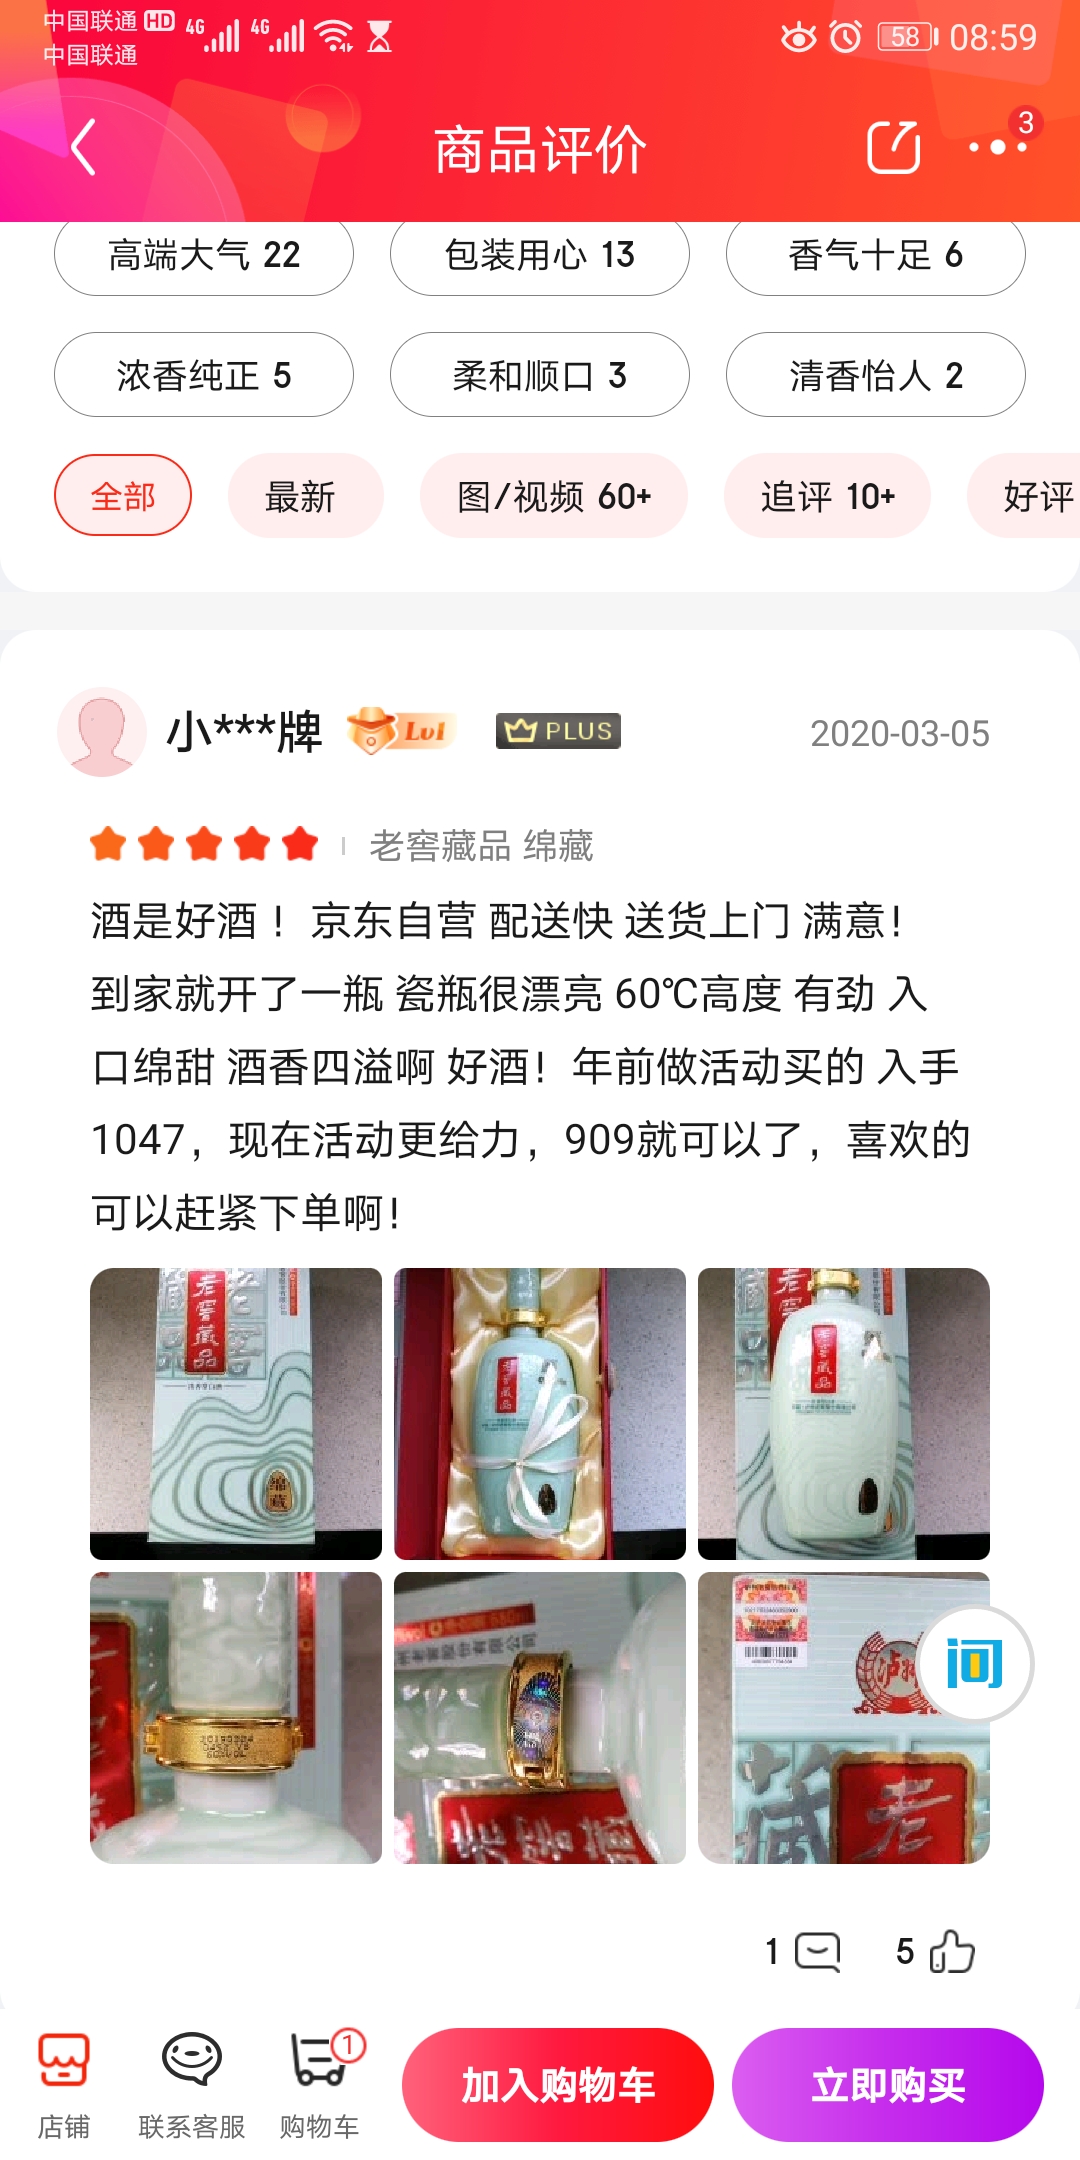 中国联通 HD 4G 4G 58 08:59
中国联通
商品评价 3
高端大气 22 包装用心 13 香气十足 6
浓香纯正 5 柔和顺口 3 清香怡人 2
全部 最新 图/视频 60+ 追评 10+ 好评
小***牌 Lv1 PLUS 2020-03-05
老窖藏品 绵藏
酒是好酒！ 京东自营 配送快 送货上门 满意！
到家就开了一瓶 瓷瓶很漂亮 60℃高度 有劲 入
口绵甜 酒香四溢啊 好酒！年前做活动买的 入手
1047，现在活动更给力，909就可以了，喜欢的
可以赶紧下单啊！
老窖藏品
绵藏
老窖藏品
老窖藏品
老窖藏
泸州
藏 老
问
1 5
1
店铺 联系客服 购物车 加入购物车 立即购买